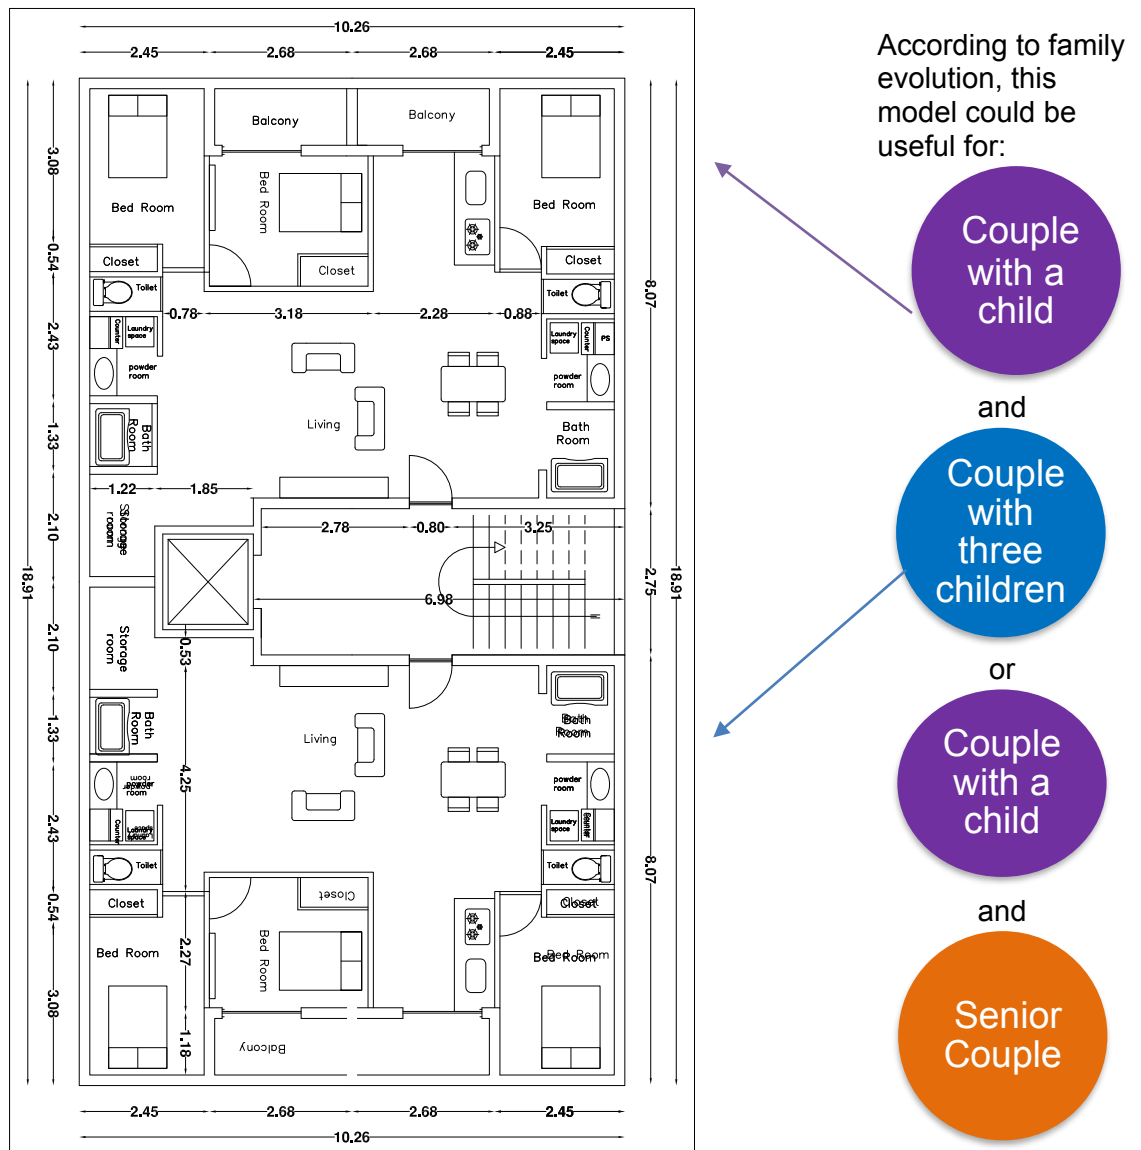 10.26
2.45
2.68
2.68
2.45
According to family
evolution, this
model could be
useful for:
Balcony
Balcony
3.08
Bed Room
Bed Room
Bed Room
Couple
with a
child
0.54
Closet
Closet
Closet
8.07
Toilet
Toilet
0.78
3.18
2.28
0.88
2.43
Counter
Laundry
space
Laundry
space
Counter
PS
powder
room
powder
room
and
1.33
Bath
Room
Living
Bath
Room
Couple
with
three
children
1.22
1.85
2.10
Storage
room
2.78
0.80
3.25
18.91
6.98
2.75
18.91
2.10
Storage
room
0.53
or
1.33
Bath
Room
Living
Bath
Room
Couple
with a
child
4.25
2.43
powder
room
powder
room
Counter
Laundry
space
Laundry
space
Counter
8.07
Toilet
Toilet
0.54
Closet
Closet
Closet
and
2.27
Bed Room
Bed Room
Bed Room
3.08
Senior
Couple
1.18
Balcony
2.45
2.68
2.68
2.45
10.26